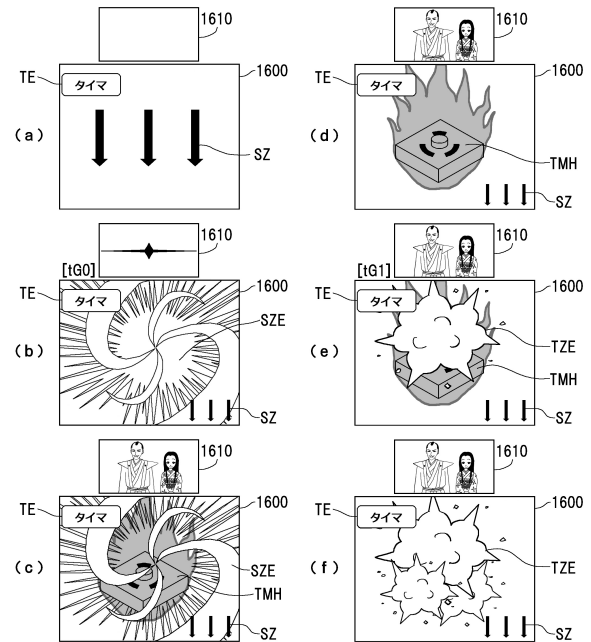 1610
TE
タイマ
1600
(a)
SZ
1610
[tG0]
TE
タイマ
1600
SZE
(b)
SZ
1610
TE
タイマ
1600
(c)
SZE
TMH
SZ
1610
TE
タイマ
1600
(d)
TMH
SZ
1610
[tG1]
TE
タイマ
1600
TZE
(e)
TMH
SZ
1610
TE
タイマ
1600
(f)
TZE
SZ